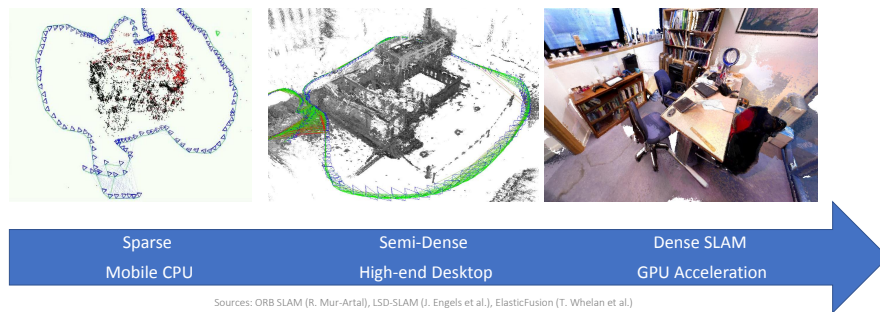 Sparse
Semi-Dense
Dense SLAM
Mobile CPU
High-end Desktop
GPU Acceleration
Sources: ORB SLAM (R. Mur-Artal), LSD-SLAM (J. Engels et al.), ElasticFusion (T. Whelan et al.)